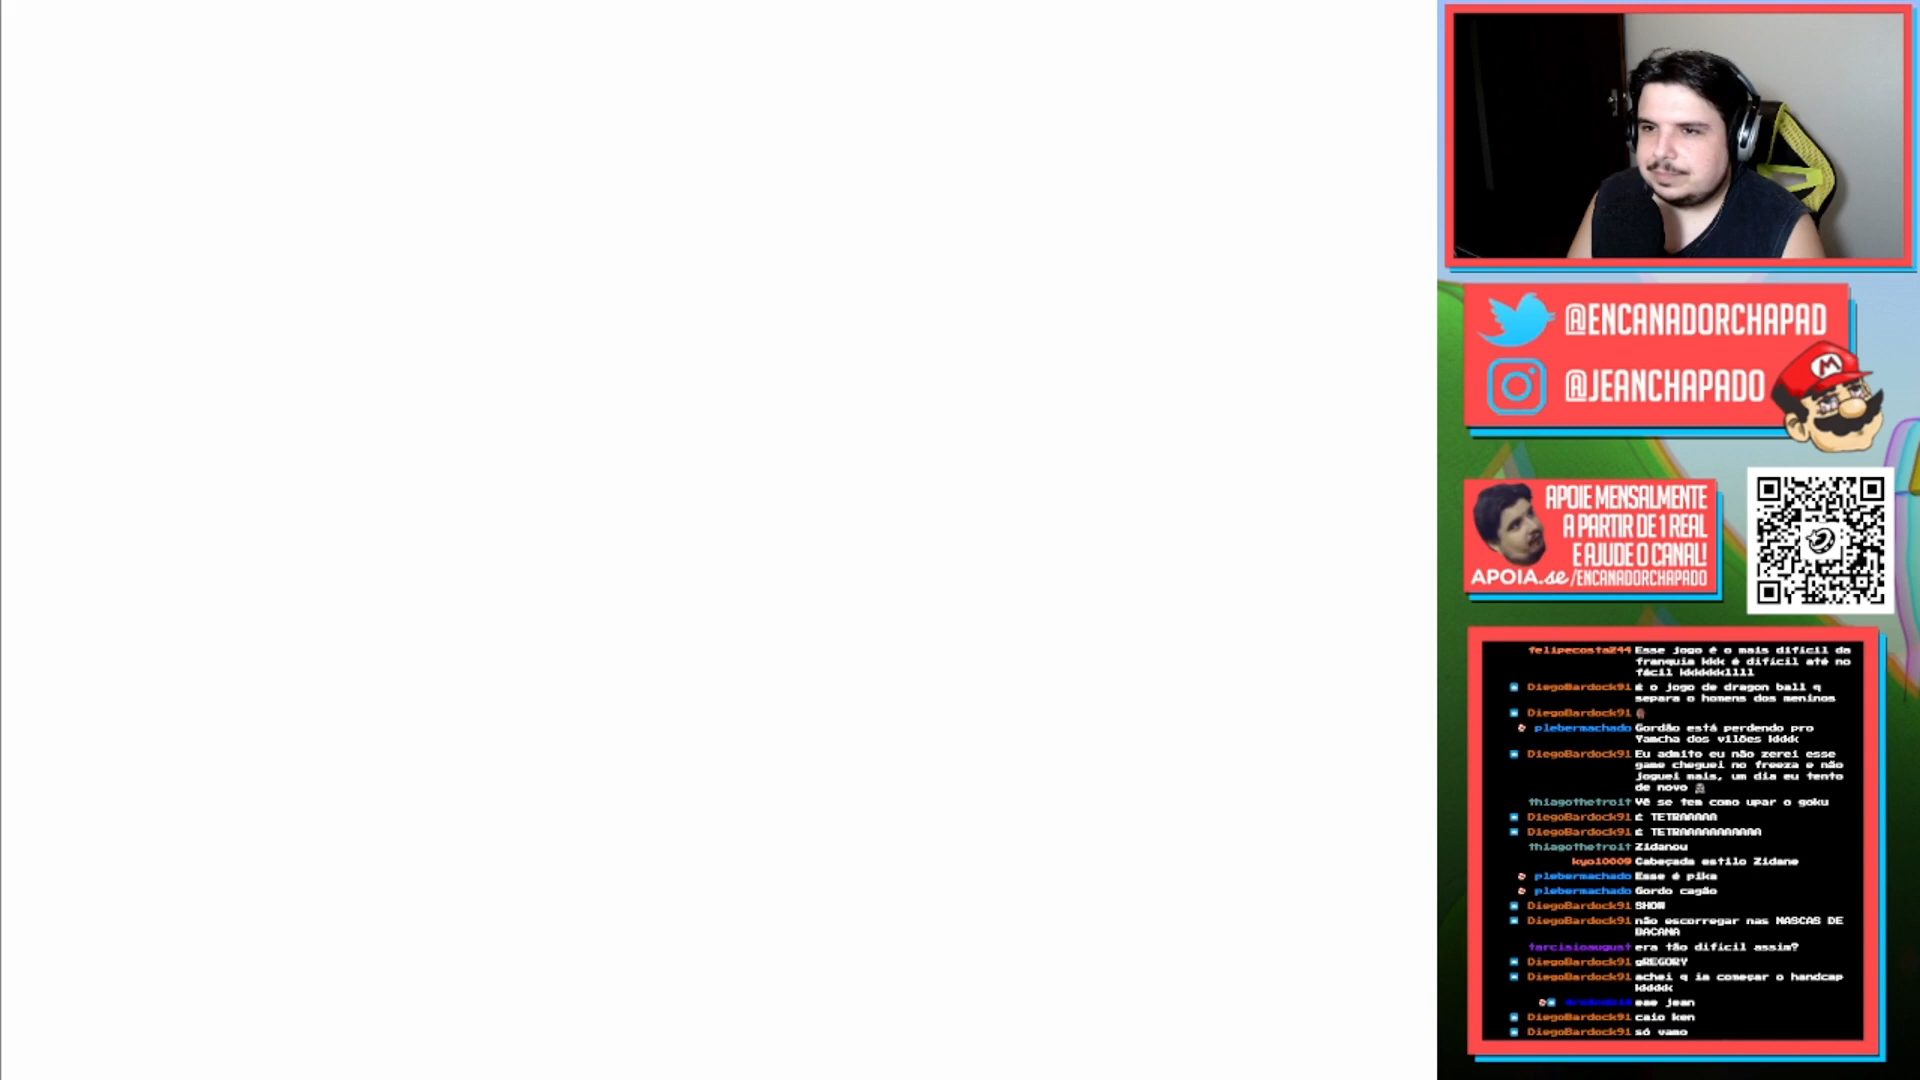 @ENCANADORCHAPAD
@JEANCHAPADO
M
APOIE MENSALMENTE
A PARTIR DE 1 REAL
E AJUDE O CANAL!
APOIA.se/ENCANADORCHAPADO
felipecosta244 Esse jogo é o mais difícil da
franquia kkk é difícil até no
fácil kkkkkkllll
DiegoBardock91 É o jogo de dragon ball q
separa o homens dos meninos
DiegoBardock91
plebermachado Gordão está perdendo pro
Yamcha dos vilões kkkk
DiegoBardock91 Eu admito eu não zerei esse
game cheguei no freeza e não
joguei mais, um dia eu tento
de novo
thiagothetroit Vê se tem como upar o goku
DiegoBardock91 É TETRAAAAA
DiegoBardock91 É TETRAAAAAAAAAAA
thiagothetroit Zidanou
kyo10009 Cabeçada estilo Zidane
plebermachado Esse é pika
plebermachado Gordo cagão
DiegoBardock91 SHOW
DiegoBardock91 não escorregar nas NASCAS DE
BACANA
tarcisioaugust era tão difícil assim?
DiegoBardock91 gREGORY
DiegoBardock91 achei q ia começar o handcap
kkkkk
eae jean
DiegoBardock91 caio ken
DiegoBardock91 só vamo